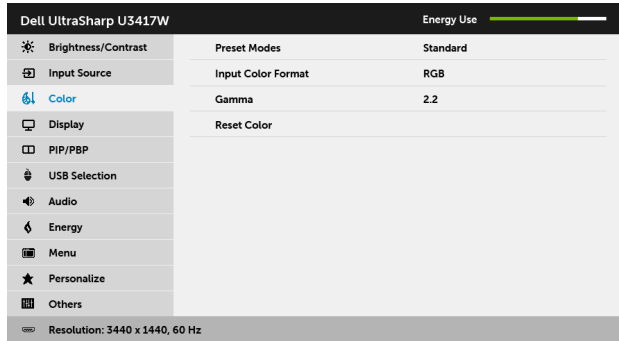 Dell UltraSharp U3417W Energy Use
Brightness/Contrast Preset Modes Standard
Input Source Input Color Format RGB
Color Gamma 2.2
Display Reset Color
PIP/PBP
USB Selection
Audio
Energy
Menu
Personalize
Others
Resolution: 3440 x 1440, 60 Hz